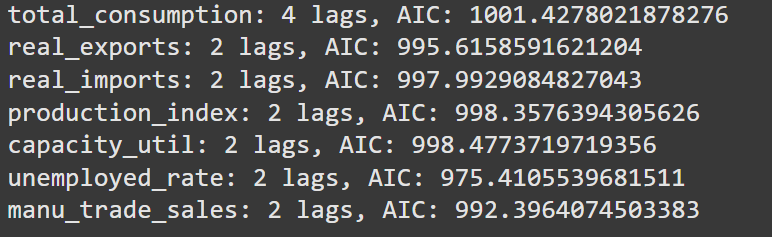 total_consumption: 4 lags, AIC: 1001.4278021878276
real_exports: 2 lags, AIC: 995.6158591621204
real_imports: 2 lags, AIC: 997.9929084827043
production_index: 2 lags, AIC: 998.3576394305626
capacity_util: 2 lags, AIC: 998.4773719719356
unemployed_rate: 2 lags, AIC: 975.4105539681511
manu_trade_sales: 2 lags, AIC: 992.3964074503383